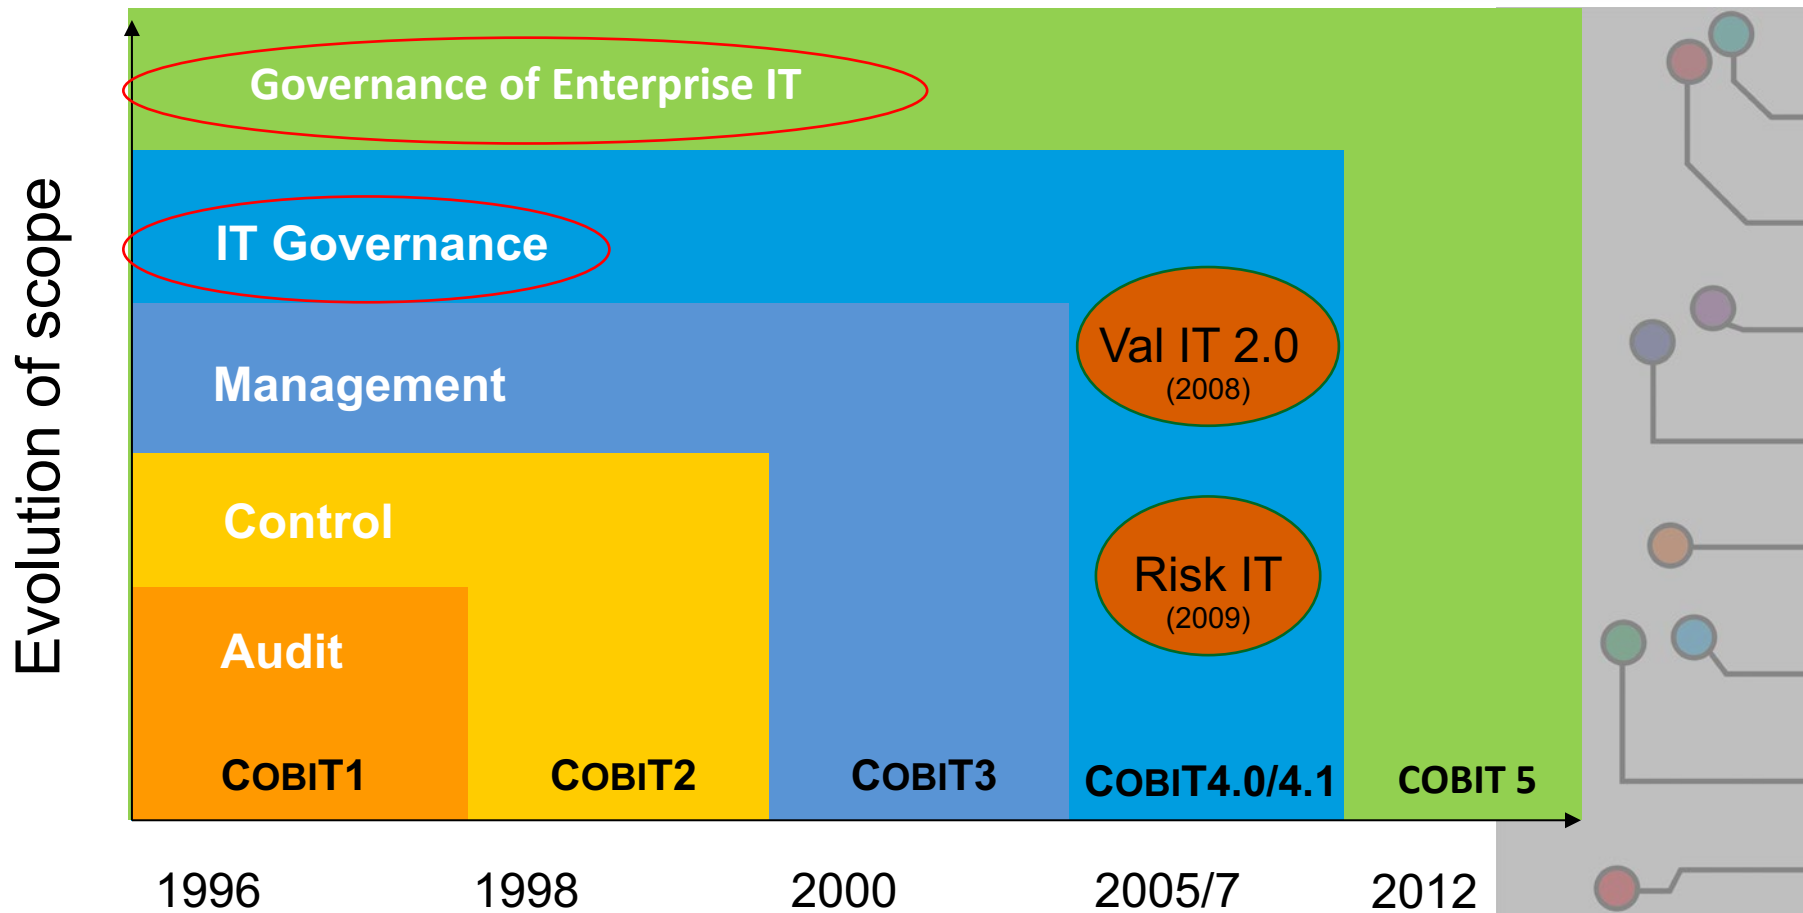 Evolution of scope
Governance of Enterprise IT
IT Governance
Management
Control
Audit
Val IT 2.0
(2008)
Risk IT
(2009)
COBIT1
COBIT2
COBIT3
COBIT4.0/4.1
COBIT 5
1996
1998
2000
2005/7
2012